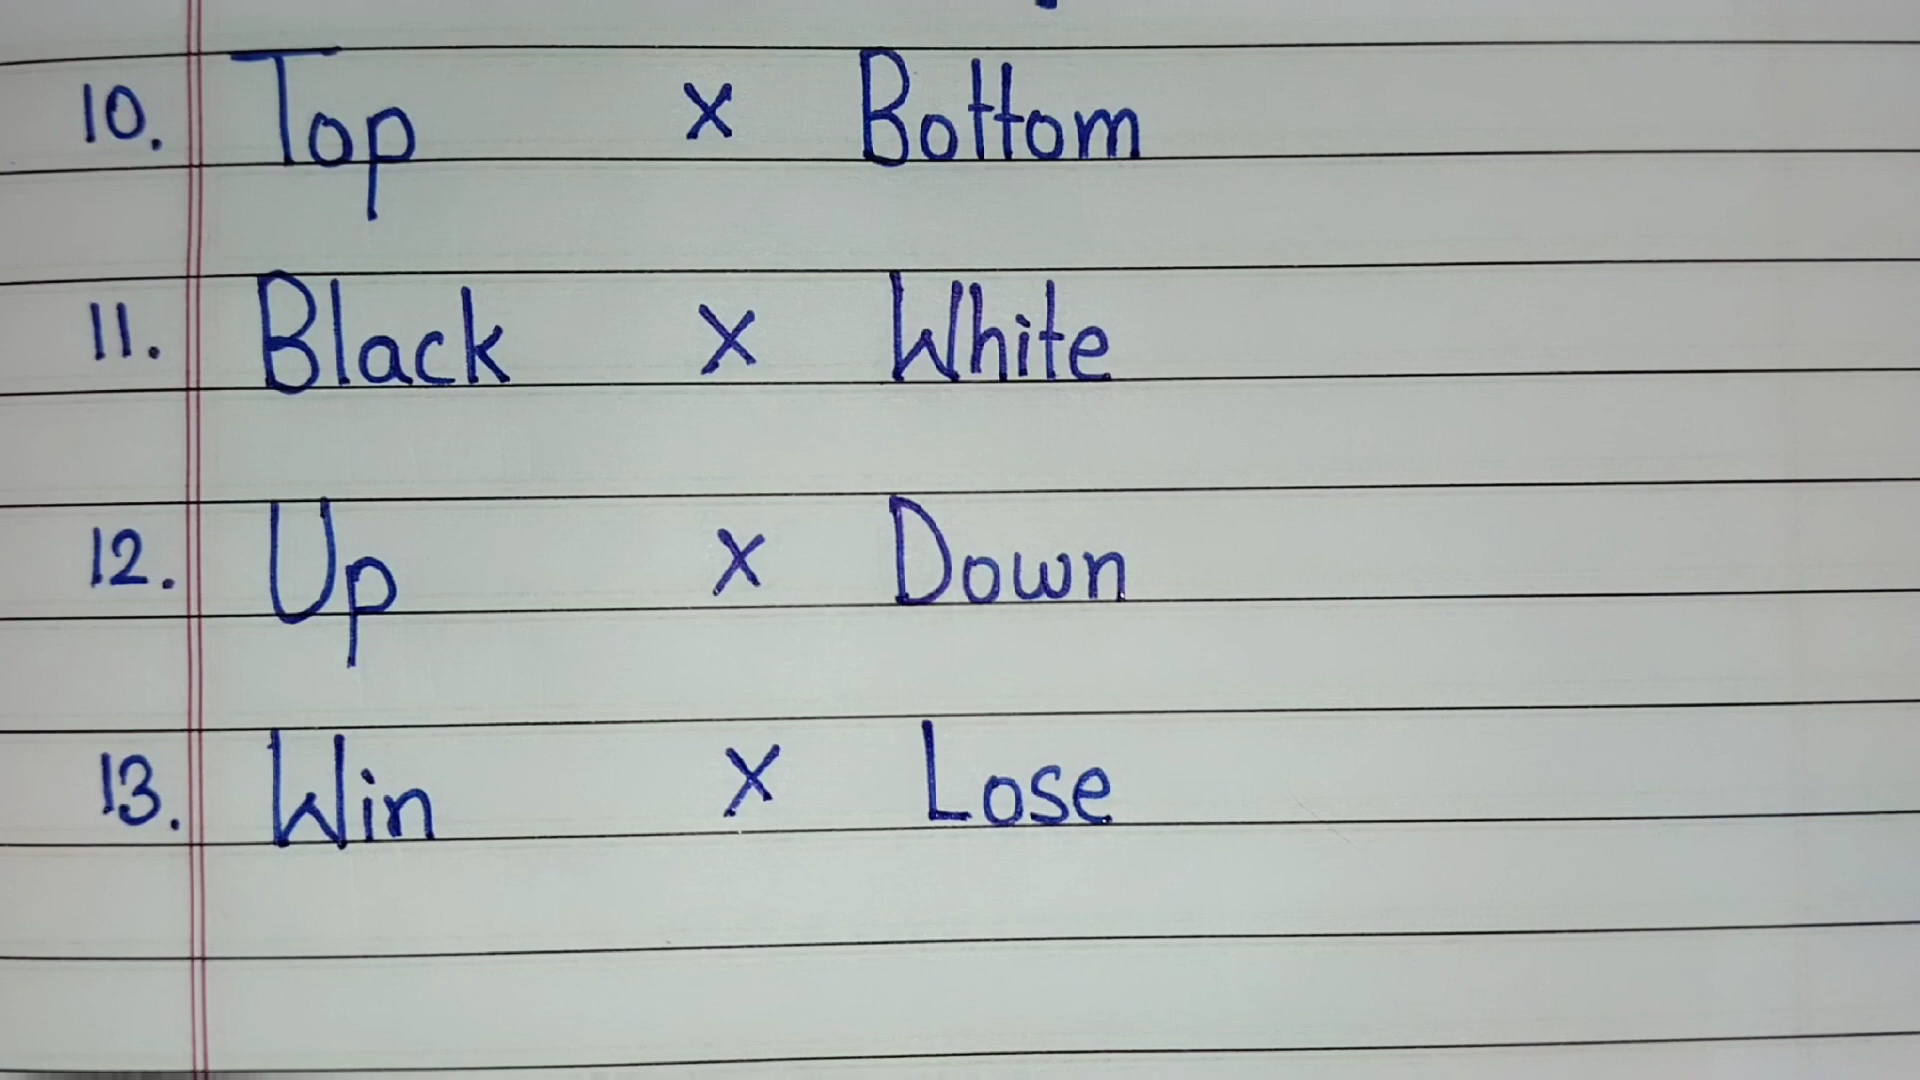 10. Top x Bottom
11. Black x White
12. Up x Down
13. Win x Lose